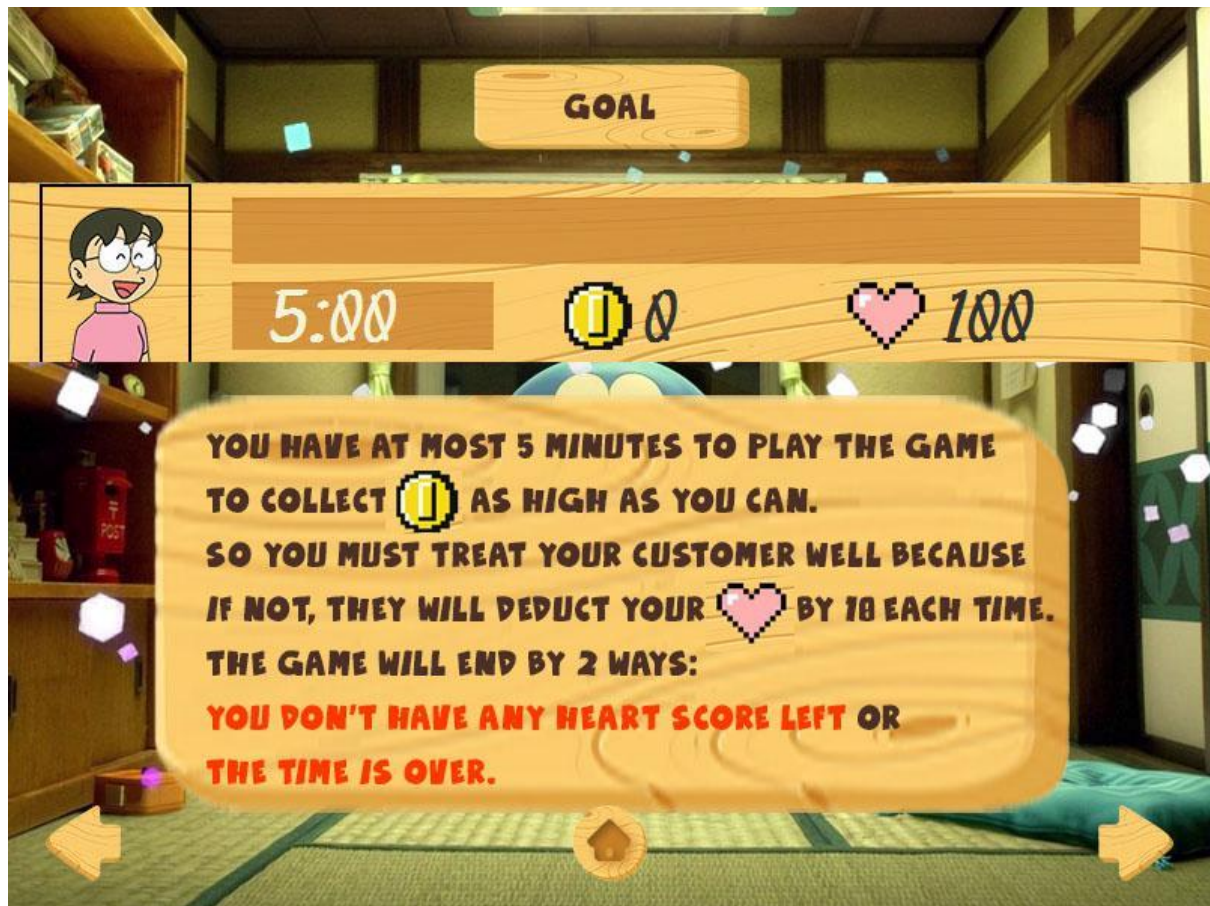 GOAL
5:00 0 100
YOU HAVE AT MOST 5 MINUTES TO PLAY THE GAME
TO COLLECT AS HIGH AS YOU CAN.
SO YOU MUST TREAT YOUR CUSTOMER WELL BECAUSE
IF NOT, THEY WILL DEDUCT YOUR BY 10 EACH TIME.
THE GAME WILL END BY 2 WAYS:
YOU DON'T HAVE ANY HEART SCORE LEFT OR
THE TIME IS OVER.
POST